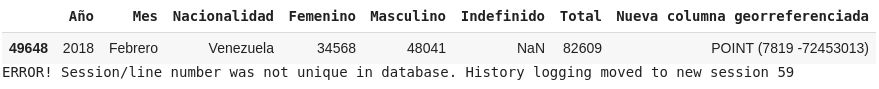 Año Mes Nacionalidad Femenino Masculino Indefinido Total Nueva columna georreferenciada
49648 2018 Febrero Venezuela 34568 48041 NaN 82609 POINT (7819 -72453013)
ERROR! Session/line number was not unique in database. History logging moved to new session 59